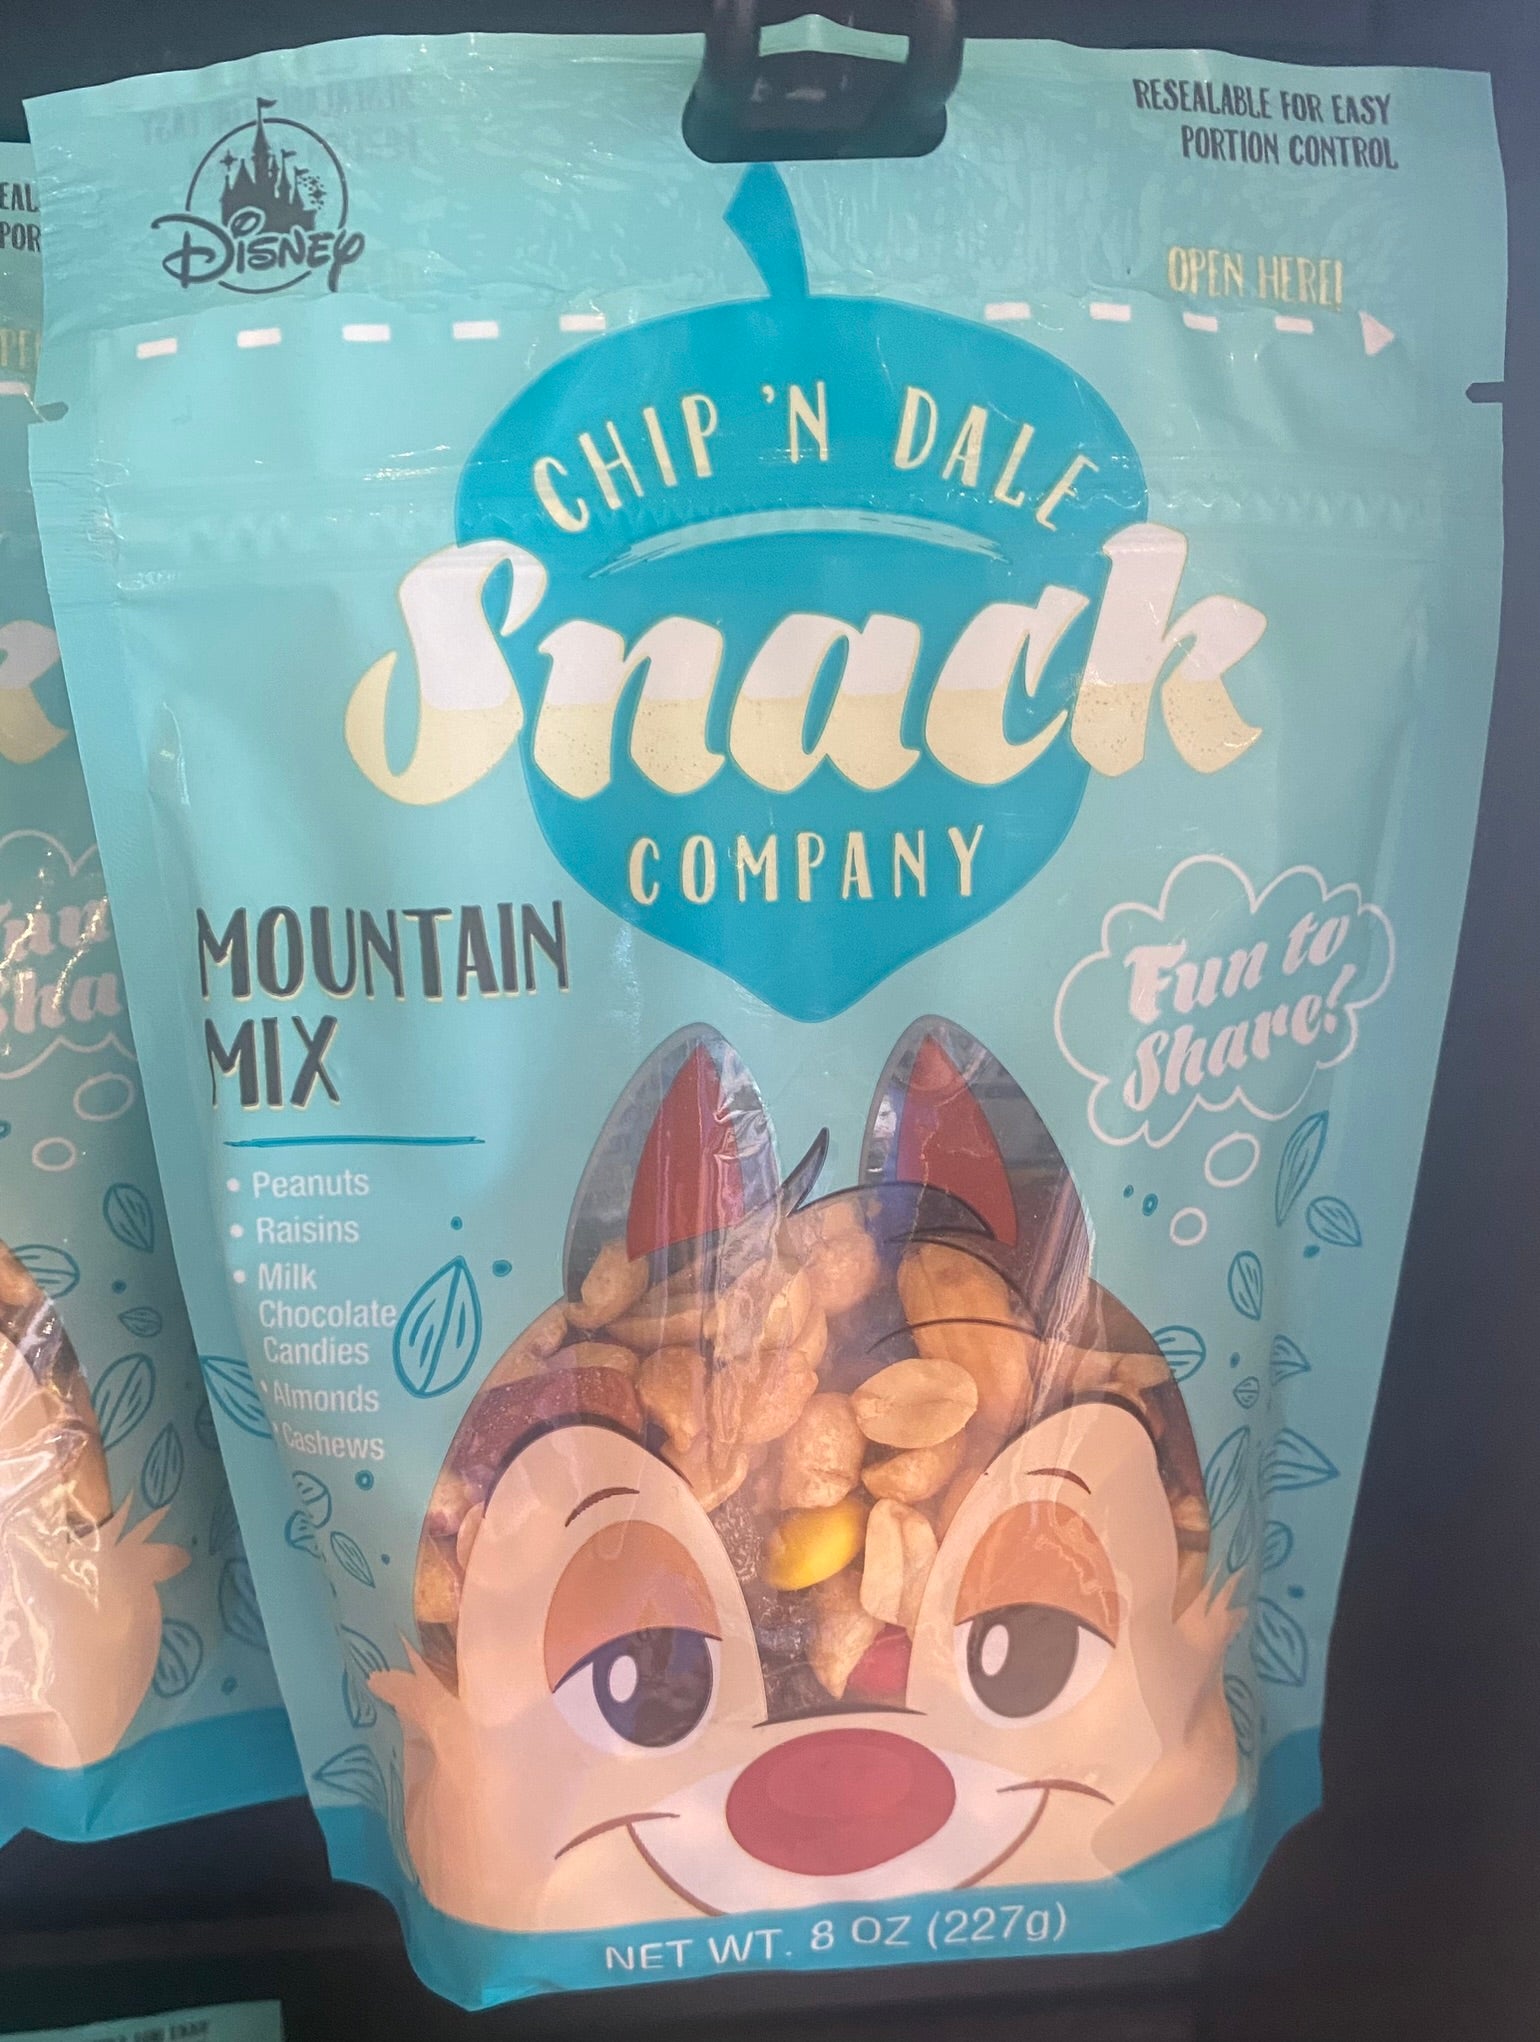 RESEALABLE FOR EASY
PORTION CONTROL
Disney
OPEN HERE!
CHIP 'N DALE
Snack
COMPANY
MOUNTAIN
MIX
Fun to
Share!
• Peanuts
• Raisins
• Milk
Chocolate
Candies
• Almonds
• Cashews
NET WT. 8 OZ (227g)